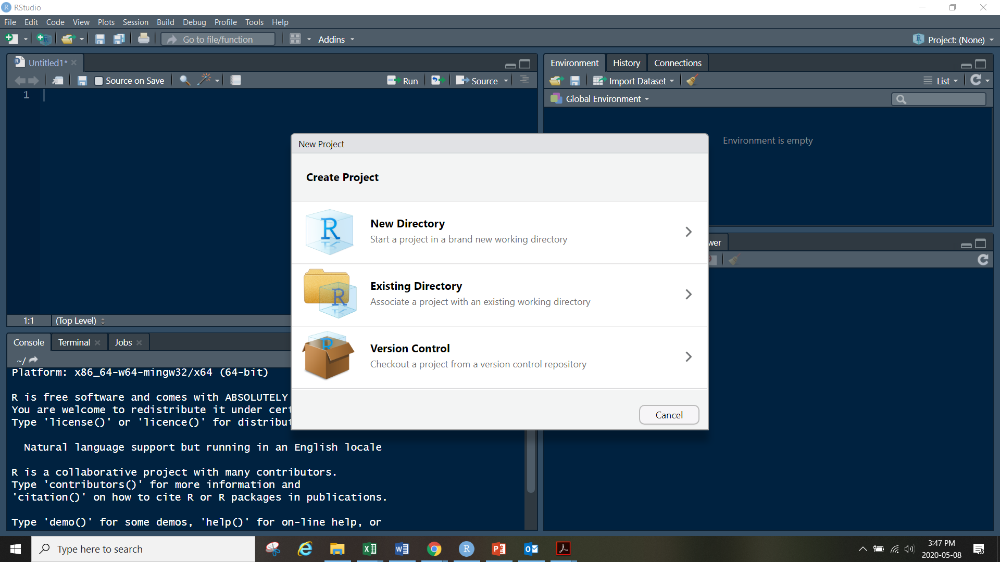 RStudio
File Edit Code View Plots Session Build Debug Profile Tools Help
Go to file/function Addins Project: (None)
Untitled1*
Source on Save Run Source
1
1:1 (Top Level)
Environment History Connections
Import Dataset List
Global Environment
Environment is empty
wer
New Project
Create Project
New Directory
Start a project in a brand new working directory
Existing Directory
Associate a project with an existing working directory
Version Control
Checkout a project from a version control repository
Cancel
Console Terminal Jobs
~/
Platform: x86_64-w64-mingw32/x64 (64-bit)
R is free software and comes with ABSOLUTELY
You are welcome to redistribute it under cert
Type 'license()' or 'licence()' for distribut
Natural language support but running in an English locale
R is a collaborative project with many contributors.
Type 'contributors()' for more information and
'citation()' on how to cite R or R packages in publications.
Type 'demo()' for some demos, 'help()' for on-line help, or
Type here to search
3:47 PM
2020-05-08